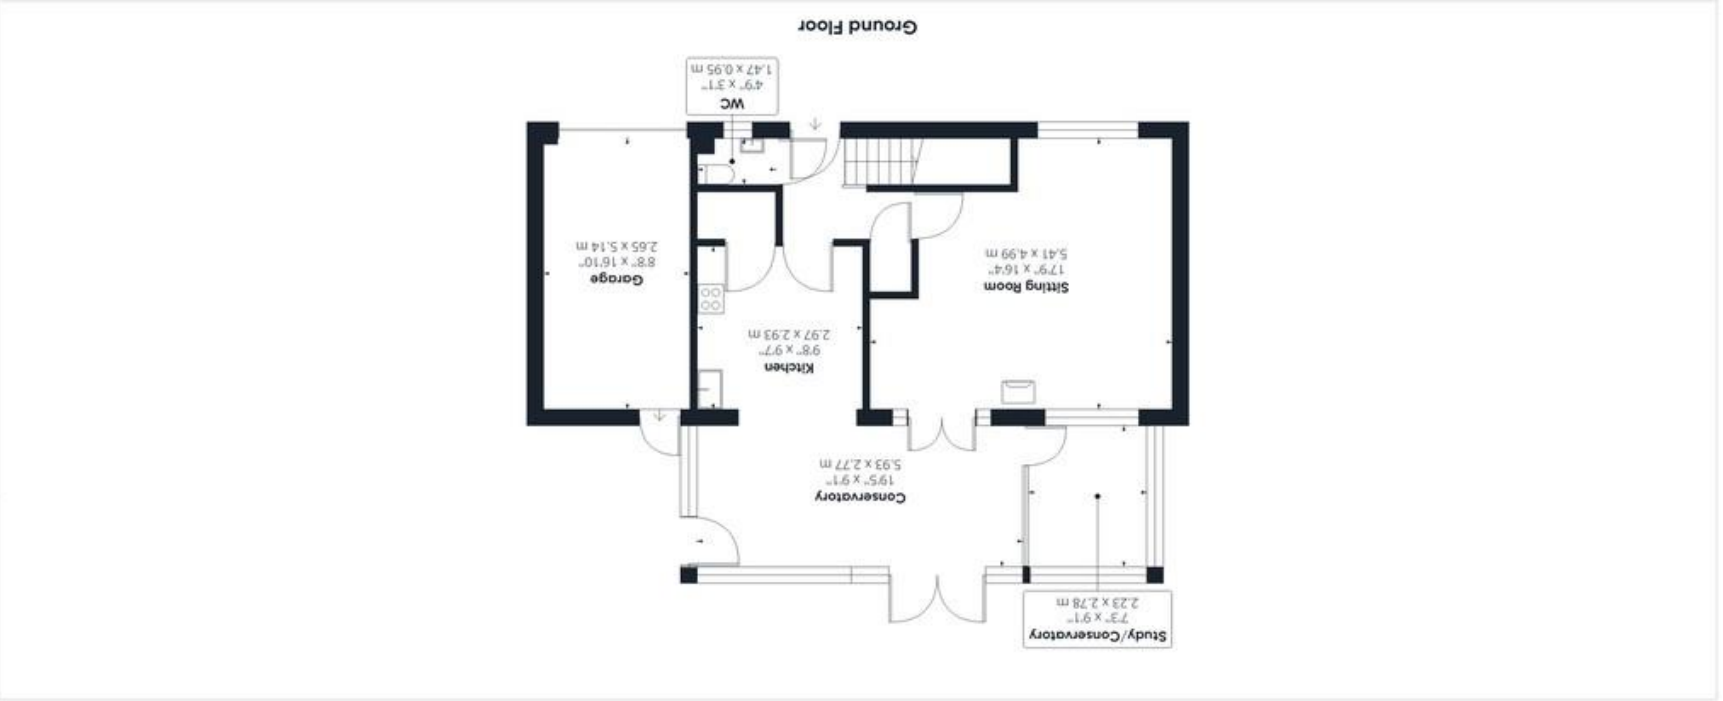 Study/Conservatory
7'3" x 9'1"
2.23 x 2.78 m
Conservatory
19'5" x 9'1"
5.93 x 2.77 m
Kitchen
9'8" x 9'7"
2.97 x 2.93 m
Sitting Room
17'9" x 16'4"
5.41 x 4.99 m
Garage
8'8" x 16'10"
2.65 x 5.14 m
WC
4'9" x 3'1"
1.47 x 0.95 m
Ground Floor